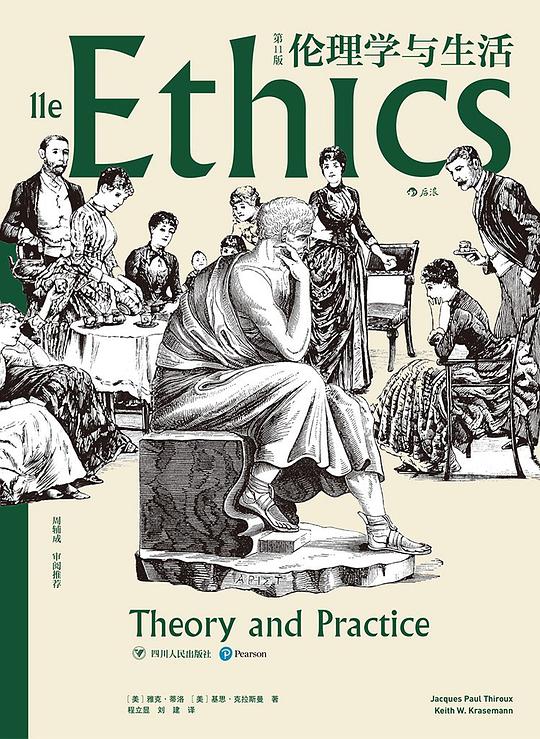 第11版
伦理学与生活
11e
Ethics
后浪
周辅成 审阅推荐
ΑΡΙΣΤ
Theory and Practice
四川人民出版社
Pearson
[美] 雅克·蒂洛 [美] 基思·克拉斯曼 著
程立显 刘 建 译
Jacques Paul Thiroux
Keith W. Krasemann